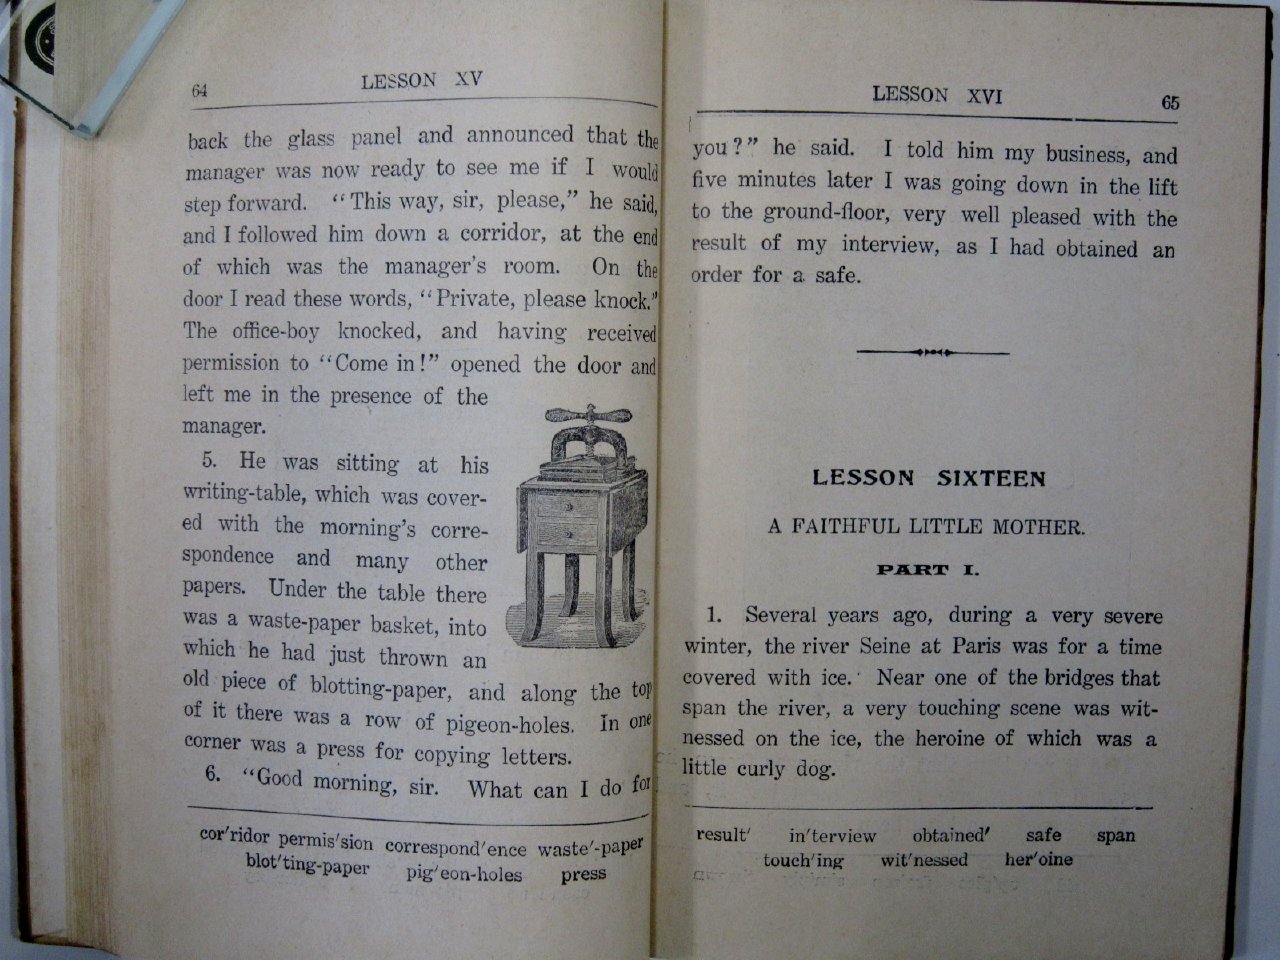 64
LESSON XV
back the glass panel and announced that the
manager was now ready to see me if I would
step forward. “This way, sir, please,” he said,
and I followed him down a corridor, at the end
of which was the manager’s room. On the
door I read these words, “Private, please knock.”
The office-boy knocked, and having received
permission to “Come in!” opened the door and
left me in the presence of the
manager.
5. He was sitting at his
writing-table, which was cover-
ed with the morning’s corre-
spondence and many other
papers. Under the table there
was a waste-paper basket, into
which he had just thrown an
old piece of blotting-paper, and along the top
of it there was a row of pigeon-holes. In one
corner was a press for copying letters.
6. “Good morning, sir. What can I do for
cor′ridor permis′sion correspond′ence waste′-paper
blot′ting-paper pig′eon-holes press
LESSON XVI
65
you?” he said. I told him my business, and
five minutes later I was going down in the lift
to the ground-floor, very well pleased with the
result of my interview, as I had obtained an
order for a safe.
LESSON SIXTEEN
A FAITHFUL LITTLE MOTHER.
PART I.
1. Several years ago, during a very severe
winter, the river Seine at Paris was for a time
covered with ice. Near one of the bridges that
span the river, a very touching scene was wit-
nessed on the ice, the heroine of which was a
little curly dog.
result′ in′terview obtained′ safe span
touch′ing wit′nessed her′oine